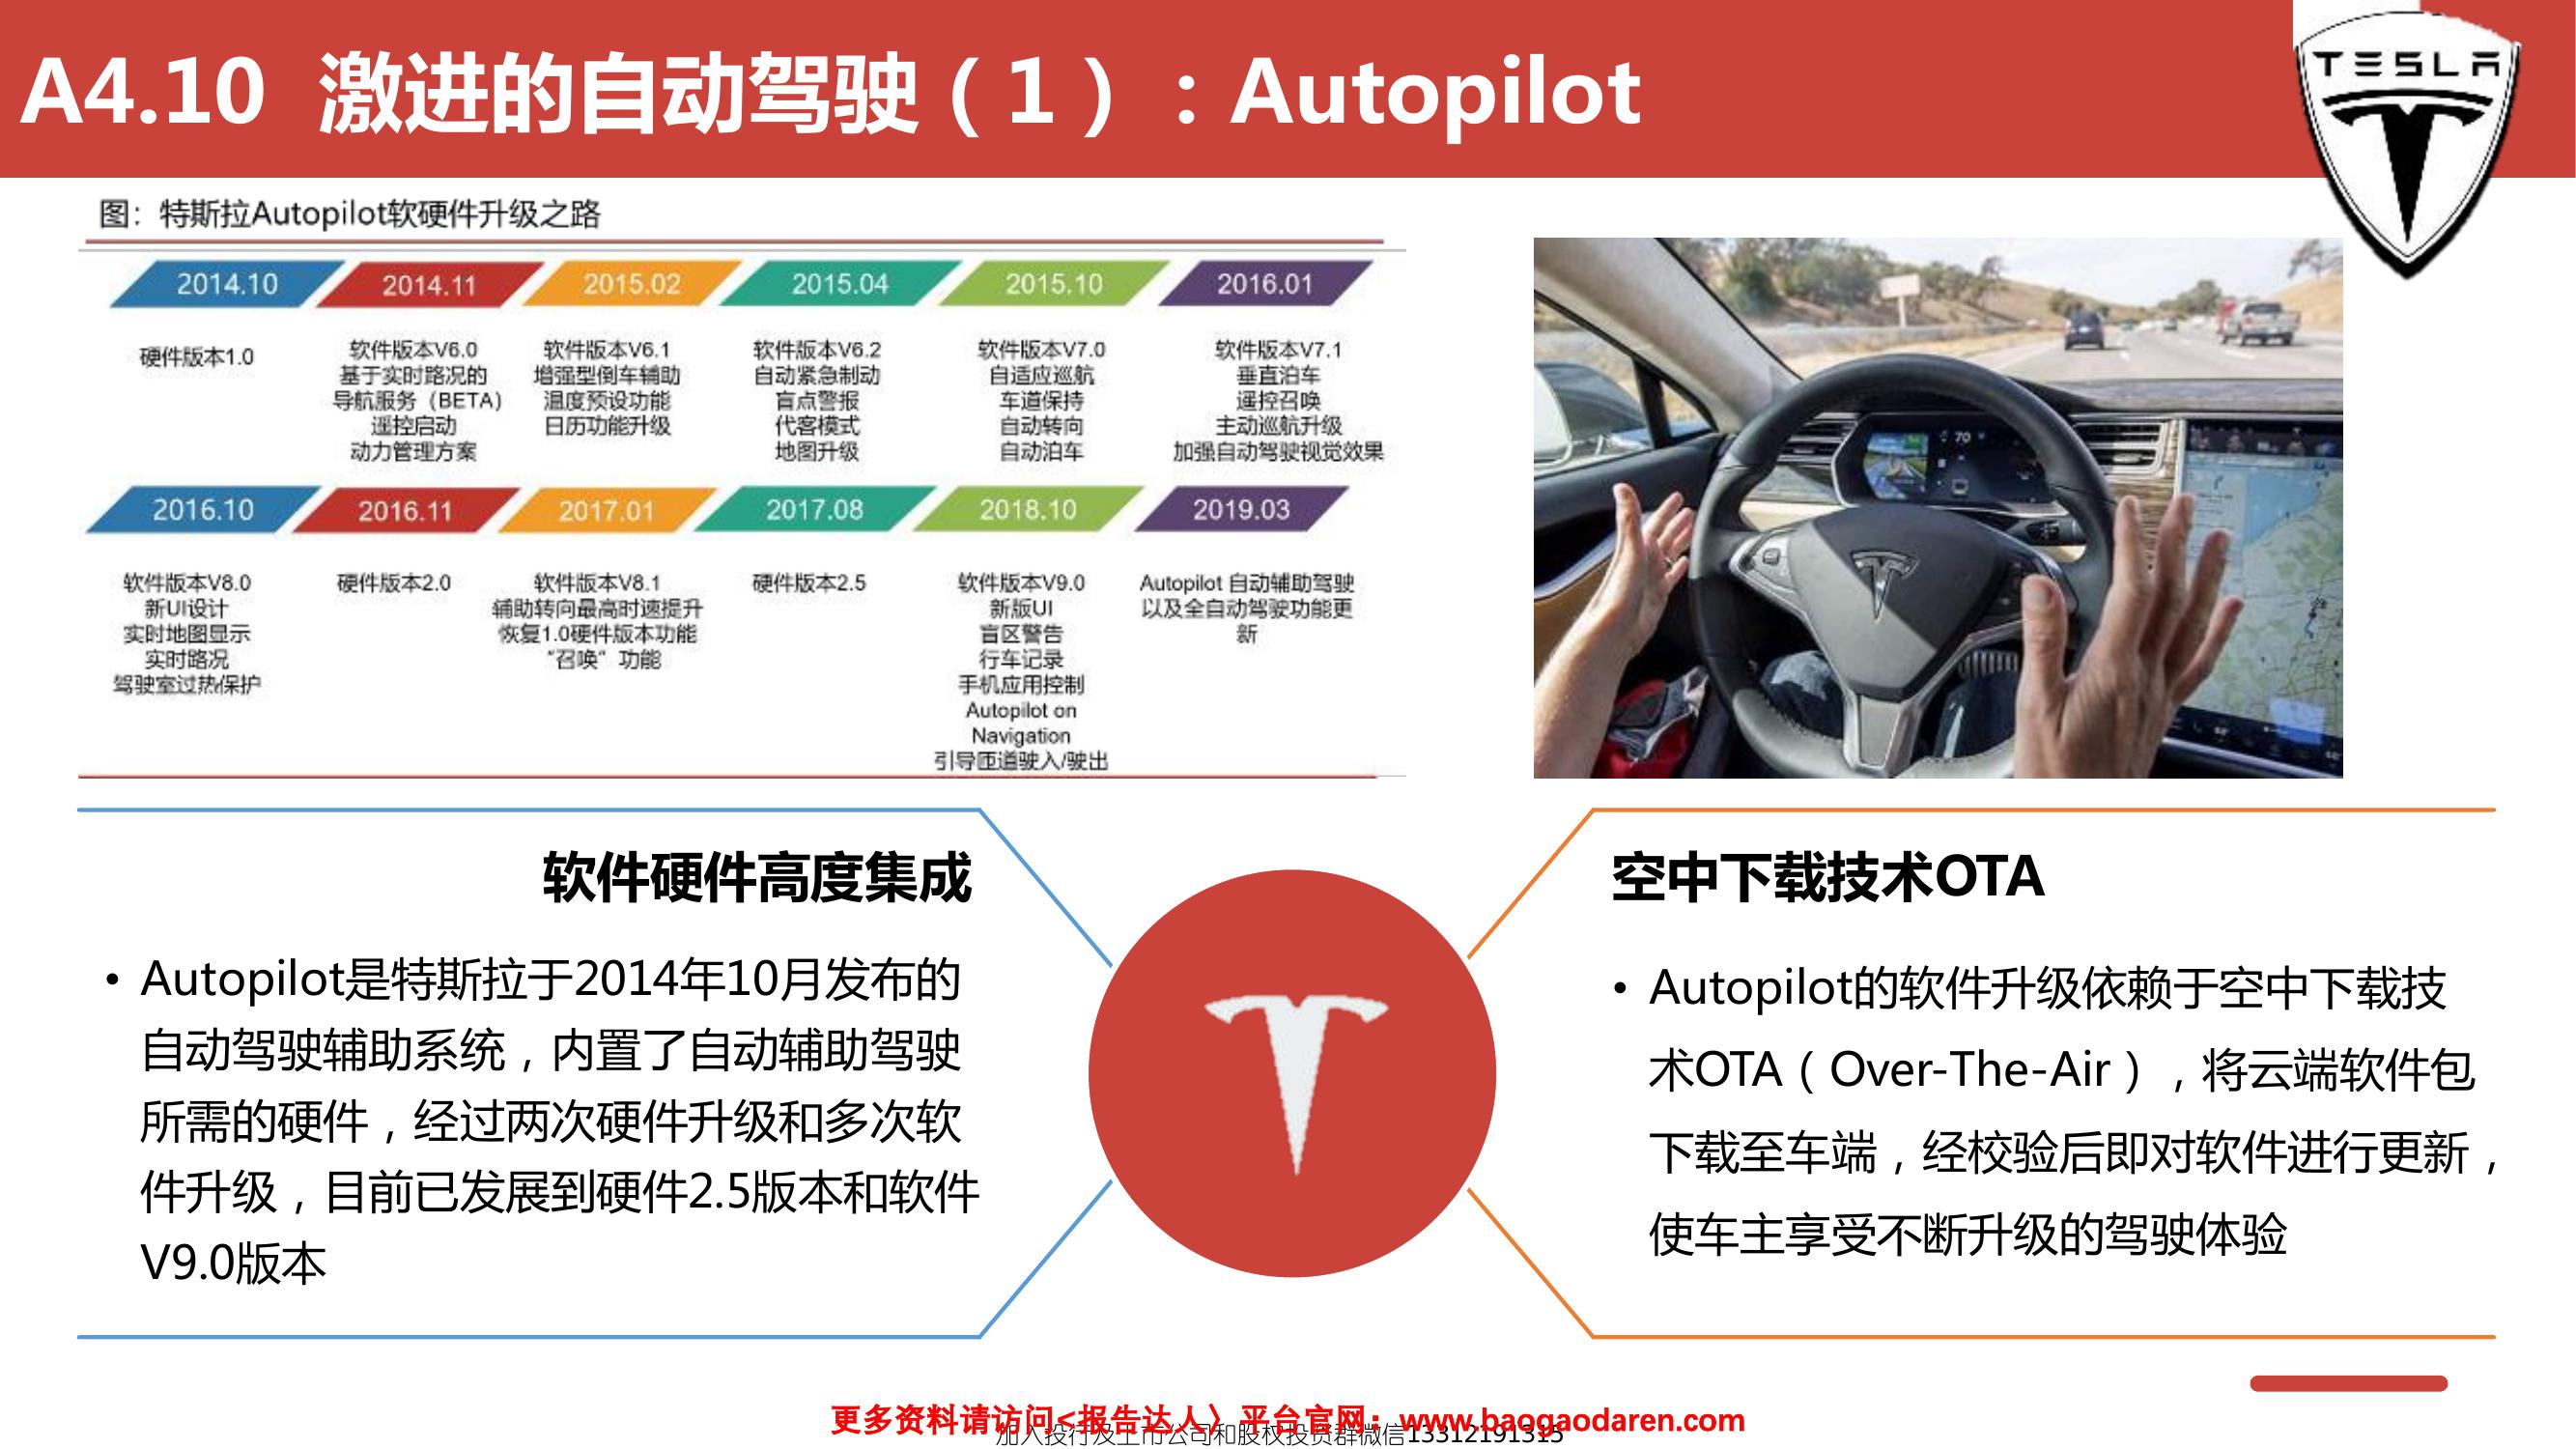 A4.10 激进的自动驾驶（1）：Autopilot
TESLA
图：特斯拉Autopilot软硬件升级之路
2014.10
2014.11
2015.02
2015.04
2015.10
2016.01
硬件版本1.0
软件版本V6.0
基于实时路况的
导航服务（BETA）
遥控启动
动力管理方案
软件版本V6.1
增强型倒车辅助
温度预设功能
日历功能升级
软件版本V6.2
自动紧急制动
盲点警报
代客模式
地图升级
软件版本V7.0
自适应巡航
车道保持
自动转向
自动泊车
软件版本V7.1
垂直泊车
遥控召唤
主动巡航升级
加强自动驾驶视觉效果
2016.10
2016.11
2017.01
2017.08
2018.10
2019.03
软件版本V8.0
新UI设计
实时地图显示
实时路况
驾驶室过热保护
硬件版本2.0
软件版本V8.1
辅助转向最高时速提升
恢复1.0硬件版本功能
“召唤”功能
硬件版本2.5
软件版本V9.0
新版UI
盲区警告
行车记录
手机应用控制
Autopilot on
Navigation
引导匝道驶入/驶出
Autopilot 自动辅助驾驶
以及全自动驾驶功能更
新
70
软件硬件高度集成
• Autopilot是特斯拉于2014年10月发布的
自动驾驶辅助系统，内置了自动辅助驾驶
所需的硬件，经过两次硬件升级和多次软
件升级，目前已发展到硬件2.5版本和软件
V9.0版本
空中下载技术OTA
• Autopilot的软件升级依赖于空中下载技
术OTA（Over-The-Air），将云端软件包
下载至车端，经校验后即对软件进行更新，
使车主享受不断升级的驾驶体验
更多资料请访问<报告达人〉平台官网：www.baogaodaren.com
加入投行及上市公司和股权投资群微信13312191315